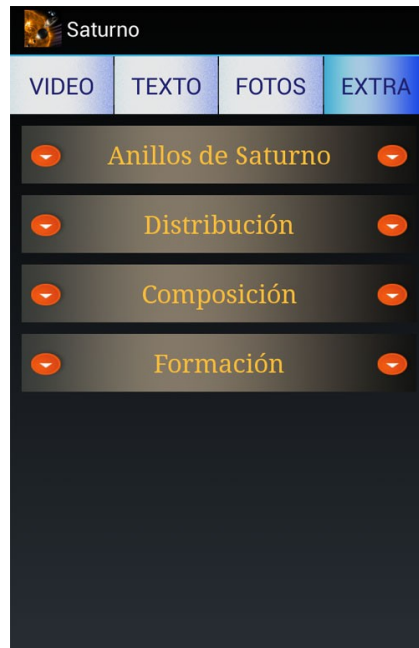 Saturno
VIDEO TEXTO FOTOS EXTRA
Anillos de Saturno
Distribución
Composición
Formación